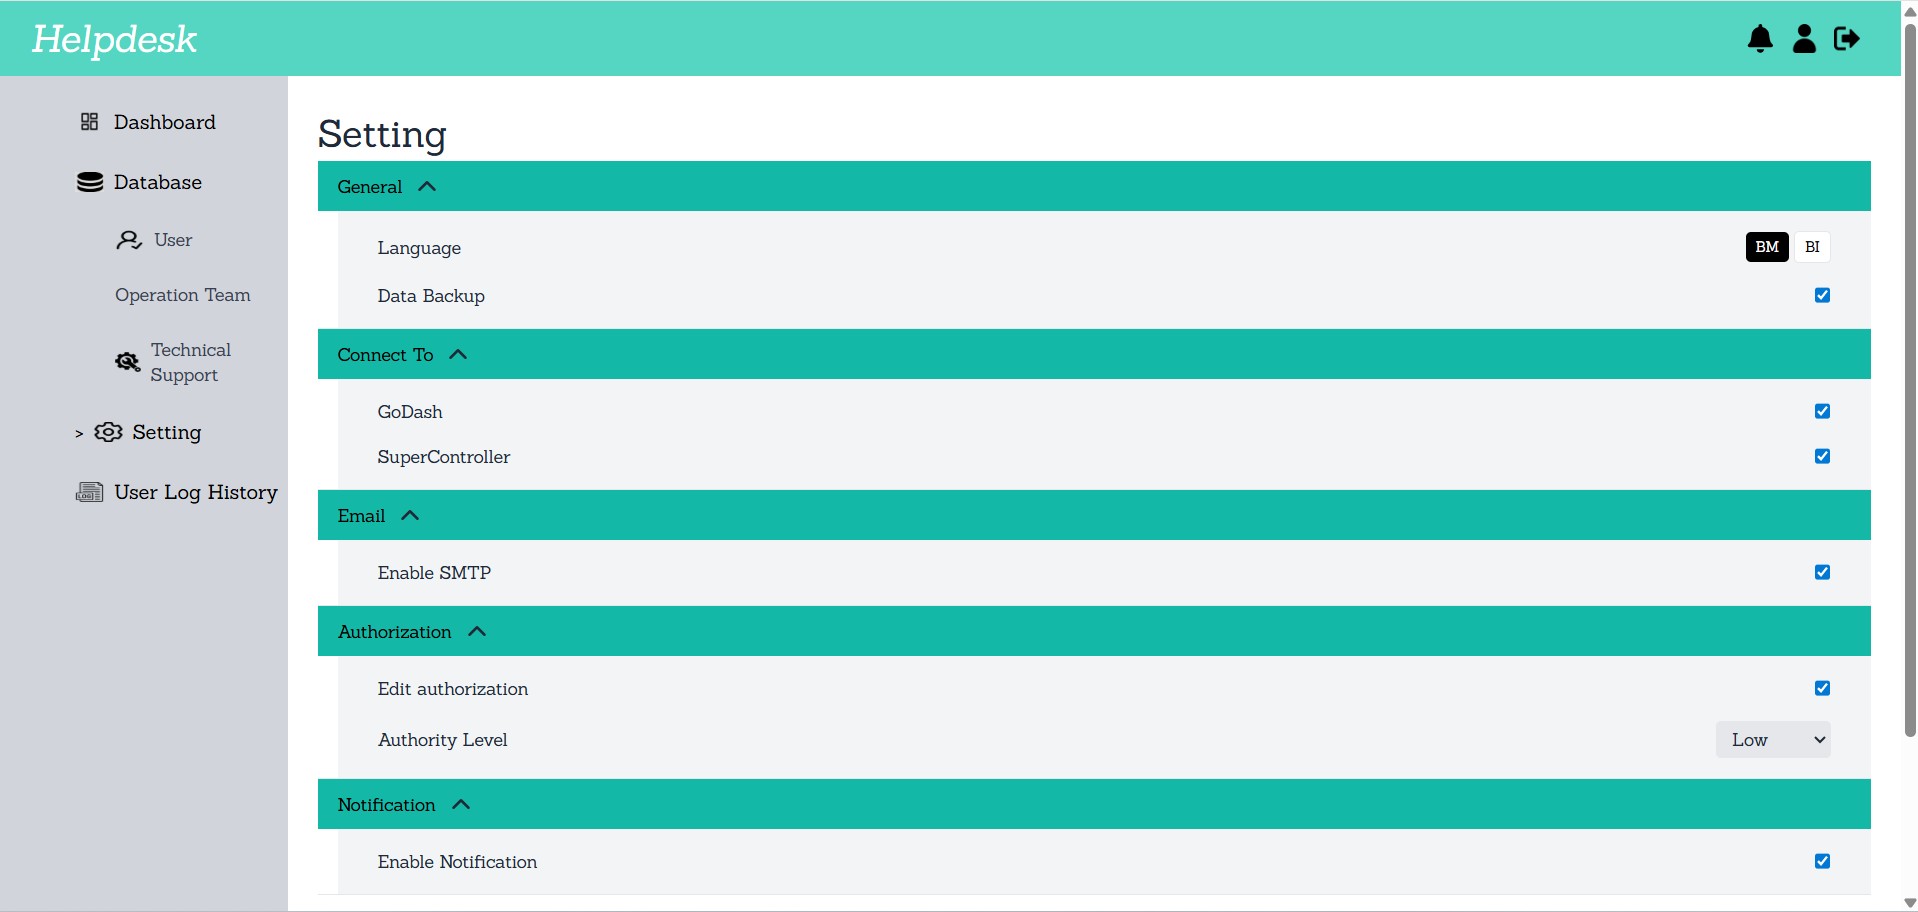 Helpdesk
Dashboard
Database
User
Operation Team
Technical
Support
> Setting
User Log History
Setting
General
Language
BM BI
Data Backup
Connect To
GoDash
SuperController
Email
Enable SMTP
Authorization
Edit authorization
Authority Level
Low
Notification
Enable Notification